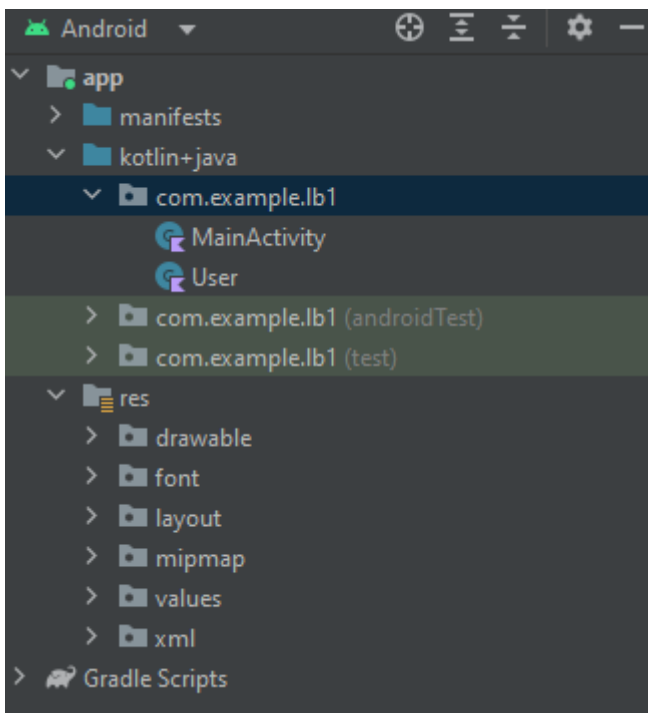 Android
app
manifests
kotlin+java
com.example.lb1
MainActivity
User
com.example.lb1 (androidTest)
com.example.lb1 (test)
res
drawable
font
layout
mipmap
values
xml
Gradle Scripts